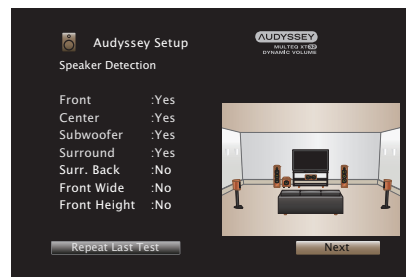 Audyssey Setup
AUDYSSEY
MULTEQ XT32
DYNAMIC VOLUME
Speaker Detection
Front :Yes
Center :Yes
Subwoofer :Yes
Surround :Yes
Surr. Back :No
Front Wide :No
Front Height :No
Repeat Last Test
Next